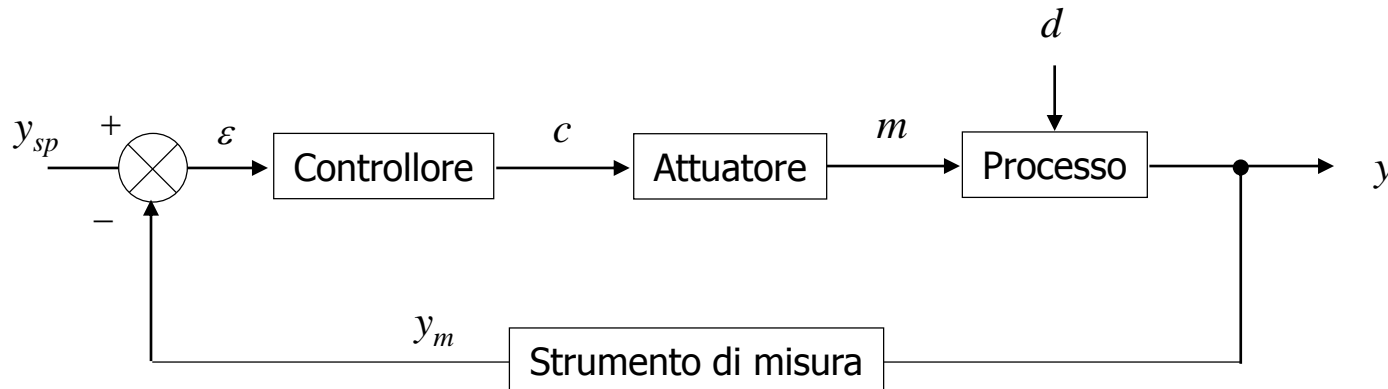 d
y_sp
+
ε
Controllore
c
Attuatore
m
Processo
y
−
y_m
Strumento di misura